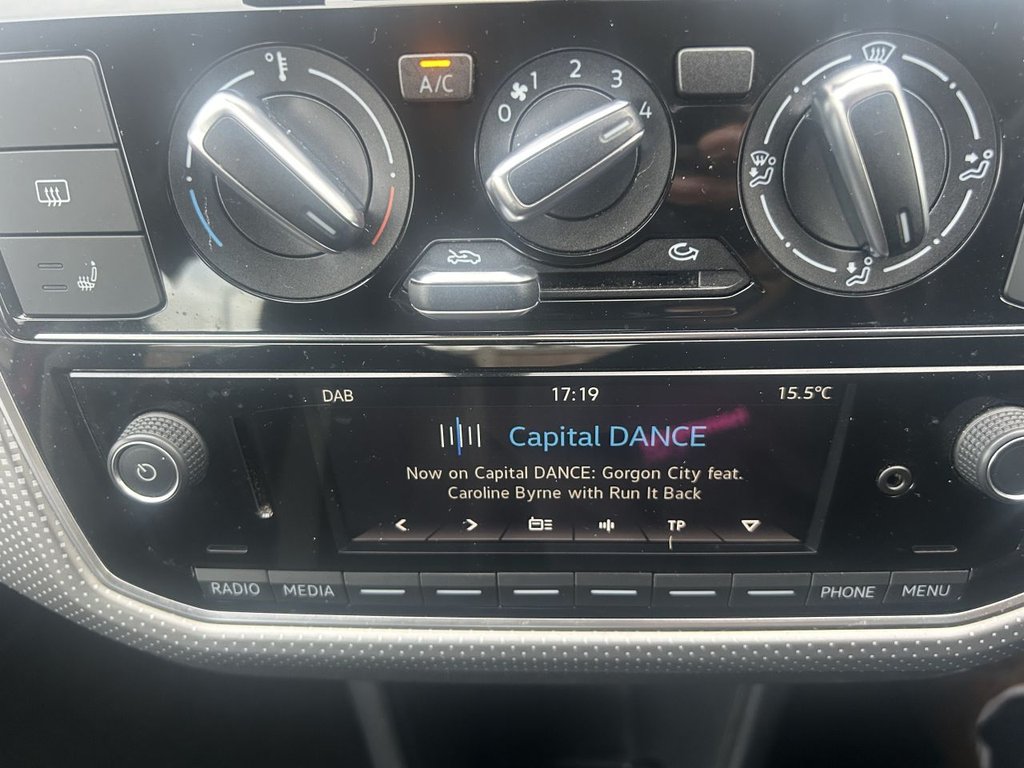 A/C
0 1 2 3 4
DAB 17:19 15.5°C
Capital DANCE
Now on Capital DANCE: Gorgon City feat.
Caroline Byrne with Run It Back
TP
RADIO MEDIA PHONE MENU